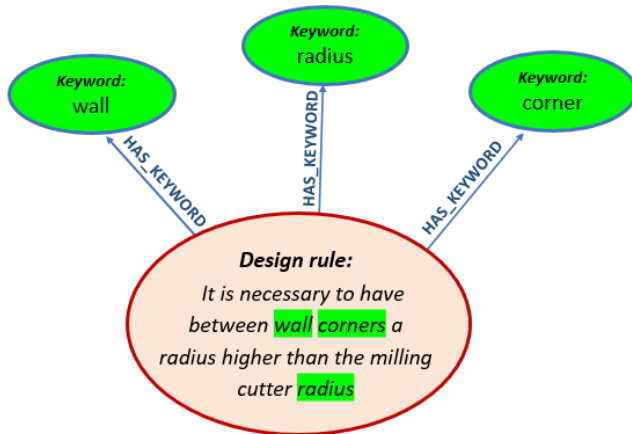 Keyword:
radius
Keyword:
wall
Keyword:
corner
HAS_KEYWORD
HAS_KEYWORD
HAS_KEYWORD
Design rule:
It is necessary to have
between wall corners a
radius higher than the milling
cutter radius